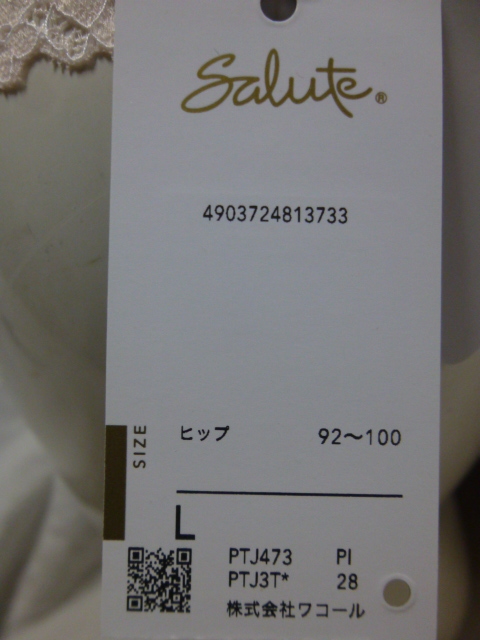 Salute®
4903724813733
SIZE
ヒップ 92〜100
L
PTJ473 PI
PTJ3T* 28
株式会社ワコール